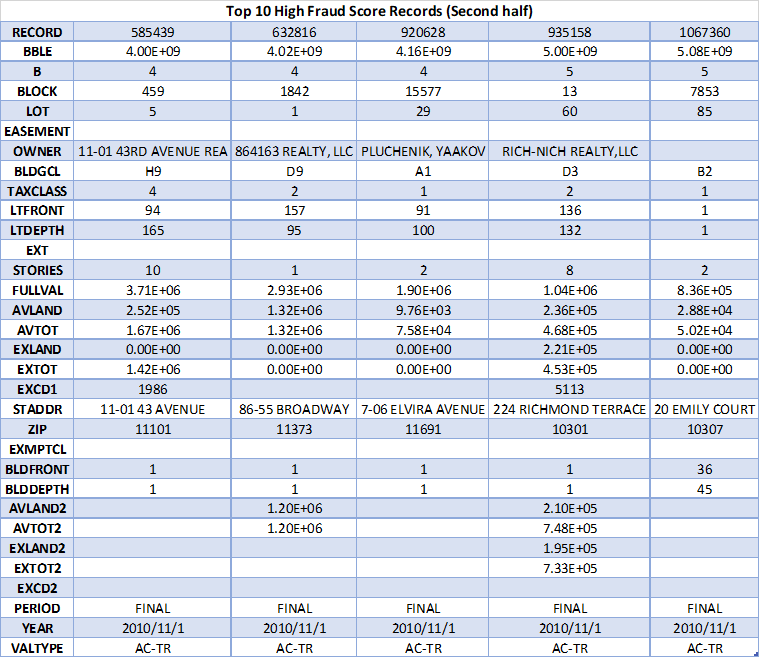 Top 10 High Fraud Score Records (Second half)
RECORD 585439 632816 920628 935158 1067360
BBLE 4.00E+09 4.02E+09 4.16E+09 5.00E+09 5.08E+09
B 4 4 4 5 5
BLOCK 459 1842 15577 13 7853
LOT 5 1 29 60 85
EASEMENT
OWNER 11-01 43RD AVENUE REA 864163 REALTY, LLC PLUCHENIK, YAAKOV RICH-NICH REALTY,LLC
BLDGCL H9 D9 A1 D3 B2
TAXCLASS 4 2 1 2 1
LTFRONT 94 157 91 136 1
LTDEPTH 165 95 100 132 1
EXT
STORIES 10 1 2 8 2
FULLVAL 3.71E+06 2.93E+06 1.90E+06 1.04E+06 8.36E+05
AVLAND 2.52E+05 1.32E+06 9.76E+03 2.36E+05 2.88E+04
AVTOT 1.67E+06 1.32E+06 7.58E+04 4.68E+05 5.02E+04
EXLAND 0.00E+00 0.00E+00 0.00E+00 2.21E+05 0.00E+00
EXTOT 1.42E+06 0.00E+00 0.00E+00 4.53E+05 0.00E+00
EXCD1 1986 5113
STADDR 11-01 43 AVENUE 86-55 BROADWAY 7-06 ELVIRA AVENUE 224 RICHMOND TERRACE 20 EMILY COURT
ZIP 11101 11373 11691 10301 10307
EXMPTCL
BLDFRONT 1 1 1 1 36
BLDDEPTH 1 1 1 1 45
AVLAND2 1.20E+06 2.10E+05
AVTOT2 1.20E+06 7.48E+05
EXLAND2 1.95E+05
EXTOT2 7.33E+05
EXCD2
PERIOD FINAL FINAL FINAL FINAL FINAL
YEAR 2010/11/1 2010/11/1 2010/11/1 2010/11/1 2010/11/1
VALTYPE AC-TR AC-TR AC-TR AC-TR AC-TR